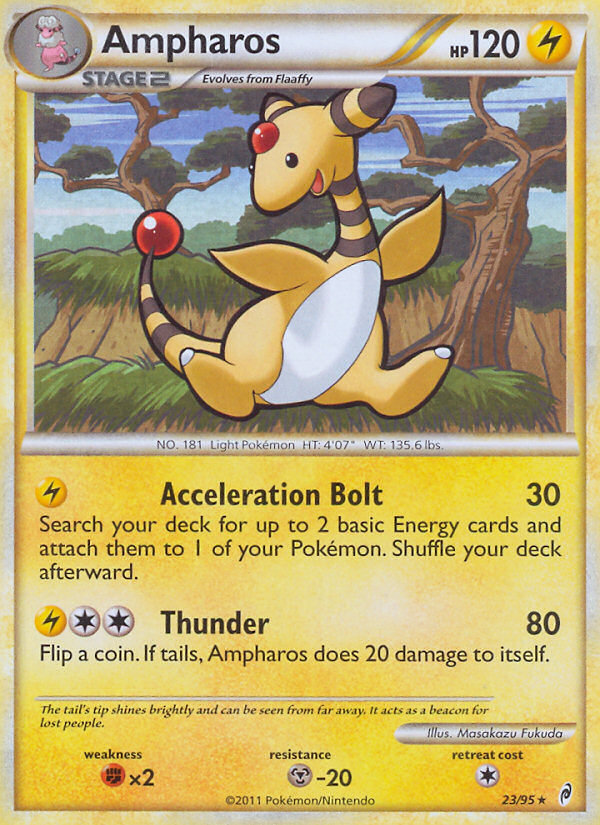 Ampharos
HP120
STAGE 2
Evolves from Flaaffy
NO. 181 Light Pokémon HT: 4'07" WT: 135.6 lbs.
Acceleration Bolt 30
Search your deck for up to 2 basic Energy cards and
attach them to 1 of your Pokémon. Shuffle your deck
afterward.
Thunder 80
Flip a coin. If tails, Ampharos does 20 damage to itself.
The tail's tip shines brightly and can be seen from far away. It acts as a beacon for
lost people.
Illus. Masakazu Fukuda
weakness resistance retreat cost
×2 -20
©2011 Pokémon/Nintendo 23/95 ★